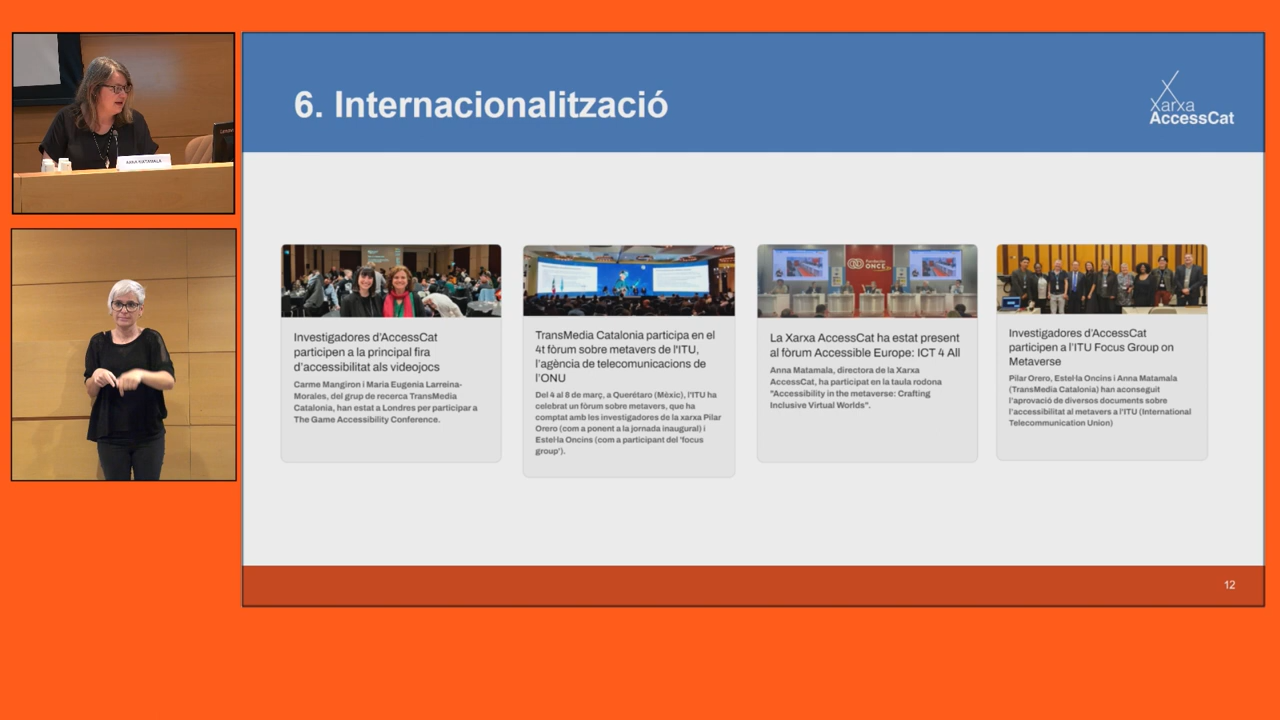 6. Internacionalització
Xarxa
AccessCat
ANNA MATAMALA
Fundación
ONCE
Investigadores d'AccessCat
participen a la principal fira
d'accessibilitat als videojocs
Carme Mangiron i Maria Eugenia Larreina-
Morales, del grup de recerca TransMedia
Catalonia, han estat a Londres per participar a
The Game Accessibility Conference.
TransMedia Catalonia participa en el
4t fòrum sobre metavers de l'ITU,
l'agència de telecomunicacions de
l'ONU
Del 4 al 8 de març, a Querétaro (Mèxic), l'ITU ha
celebrat un fòrum sobre metavers, que ha
comptat amb les investigadores de la xarxa Pilar
Orero (com a ponent a la jornada inaugural) i
Estel·la Oncins (com a participant del 'focus
group').
La Xarxa AccessCat ha estat present
al fòrum Accessible Europe: ICT 4 All
Anna Matamala, directora de la Xarxa
AccessCat, ha participat en la taula rodona
"Accessibility in the metaverse: Crafting
Inclusive Virtual Worlds".
Investigadores d'AccessCat
participen a l'ITU Focus Group on
Metaverse
Pilar Orero, Estel·la Oncins i Anna Matamala
(TransMedia Catalonia) han aconseguit
l'aprovació de diversos documents sobre
l'accessibilitat al metavers a l'ITU (International
Telecommunication Union)
12